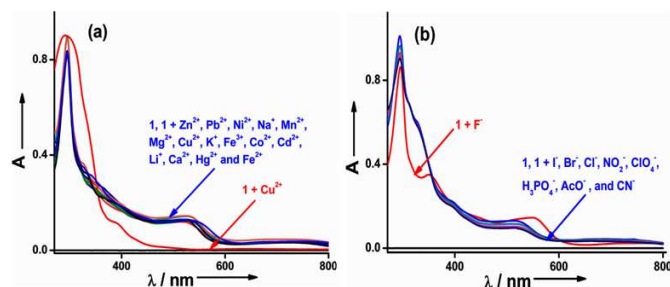 (a)
0.8
0.4
0.0
A
1, 1 + Zn²⁺, Pb²⁺, Ni²⁺, Na⁺, Mn²⁺,
Mg²⁺, Cu²⁺, K⁺, Fe³⁺, Co²⁺, Cd²⁺,
Li⁺, Ca²⁺, Hg²⁺ and Fe²⁺
1 + Cu²⁺
400 600 800
λ / nm
(b)
0.8
0.4
0.0
A
1 + F⁻
1, 1 + I⁻, Br⁻, Cl⁻, NO₂⁻, ClO₄⁻,
H₃PO₄⁻, AcO⁻, and CN⁻
400 600 800
λ / nm